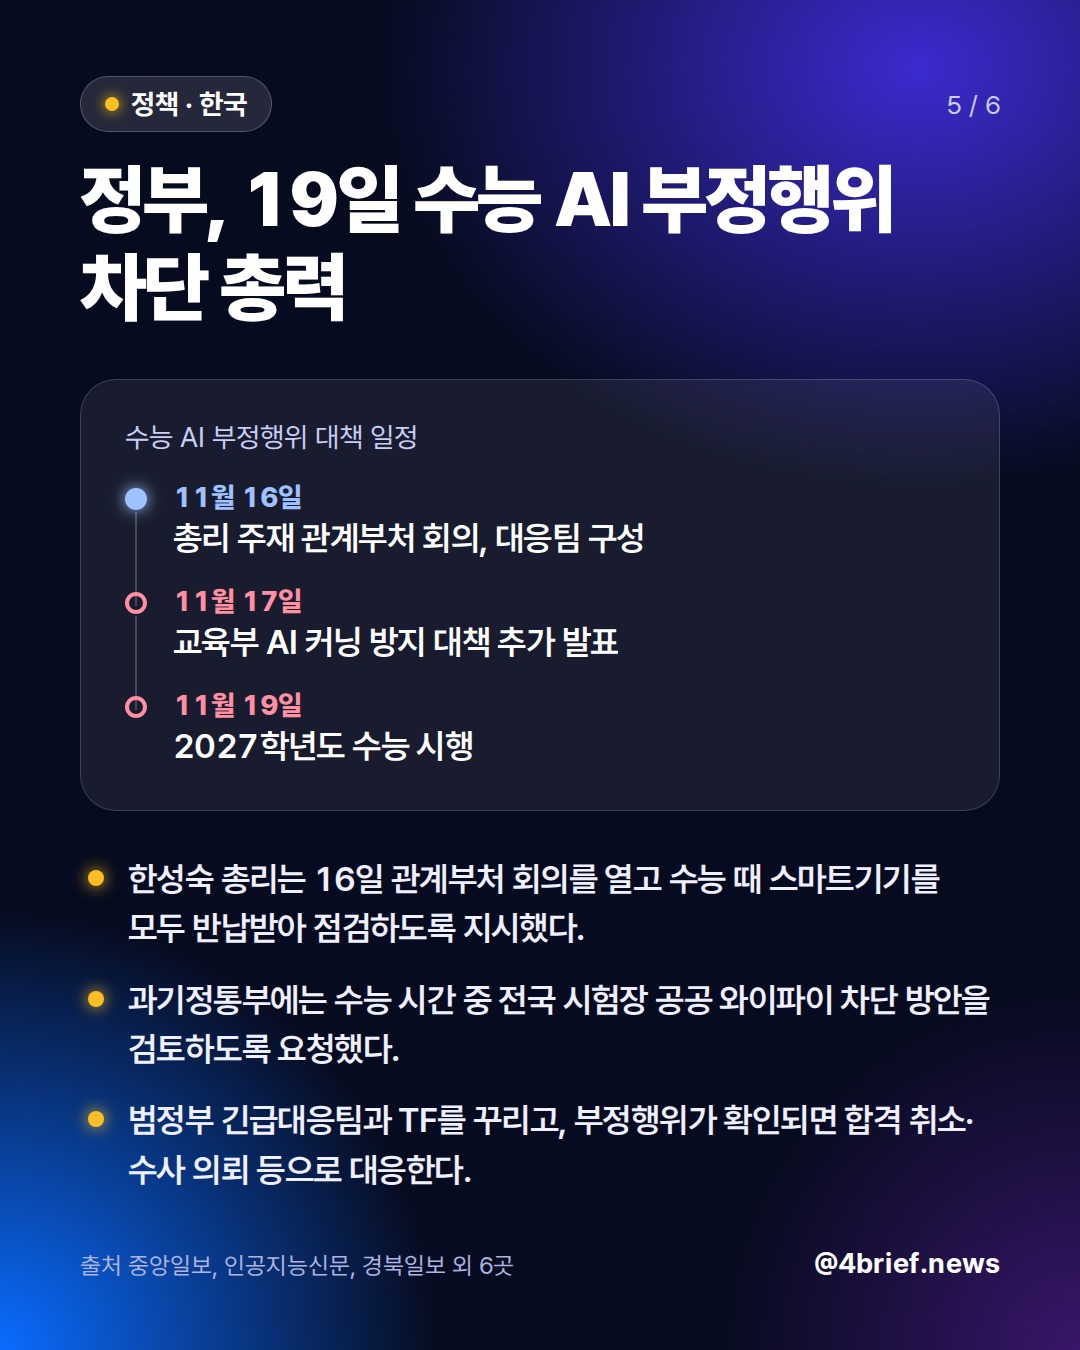 정책 · 한국
5 / 6
정부, 19일 수능 AI 부정행위
차단 총력
수능 AI 부정행위 대책 일정
11월 16일
총리 주재 관계부처 회의, 대응팀 구성
11월 17일
교육부 AI 커닝 방지 대책 추가 발표
11월 19일
2027학년도 수능 시행
한성숙 총리는 16일 관계부처 회의를 열고 수능 때 스마트기기를
모두 반납받아 점검하도록 지시했다.
과기정통부에는 수능 시간 중 전국 시험장 공공 와이파이 차단 방안을
검토하도록 요청했다.
범정부 긴급대응팀과 TF를 꾸리고, 부정행위가 확인되면 합격 취소·
수사 의뢰 등으로 대응한다.
출처 중앙일보, 인공지능신문, 경북일보 외 6곳
@4brief.news